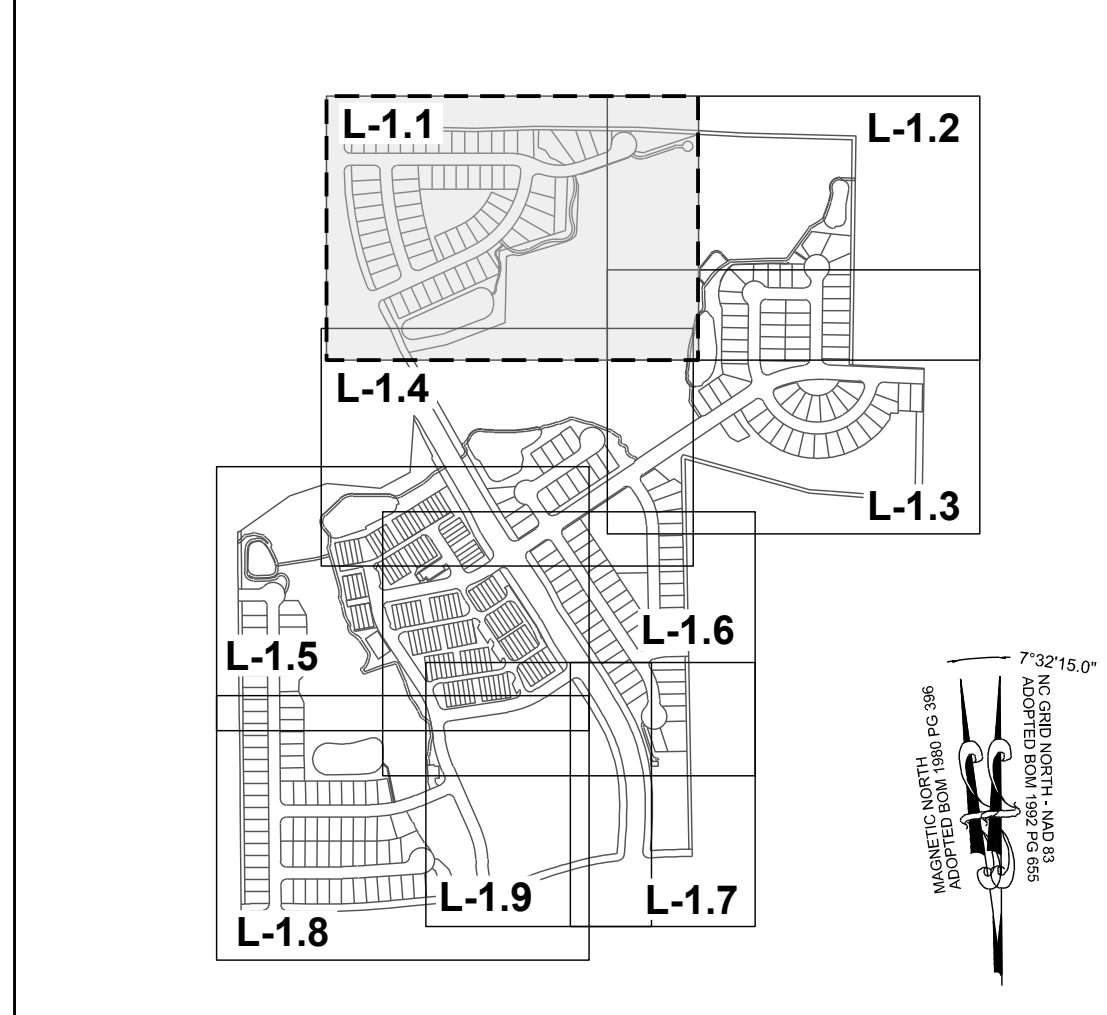 L-1.1
L-1.2
L-1.4
L-1.3
L-1.6
L-1.5
L-1.9
L-1.7
L-1.8
7°32'15.0"
MAGNETIC NORTH
ADOPTED BOM 1980 PG 396
NC GRID NORTH - NAD 83
ADOPTED BOM 1992 PG 655